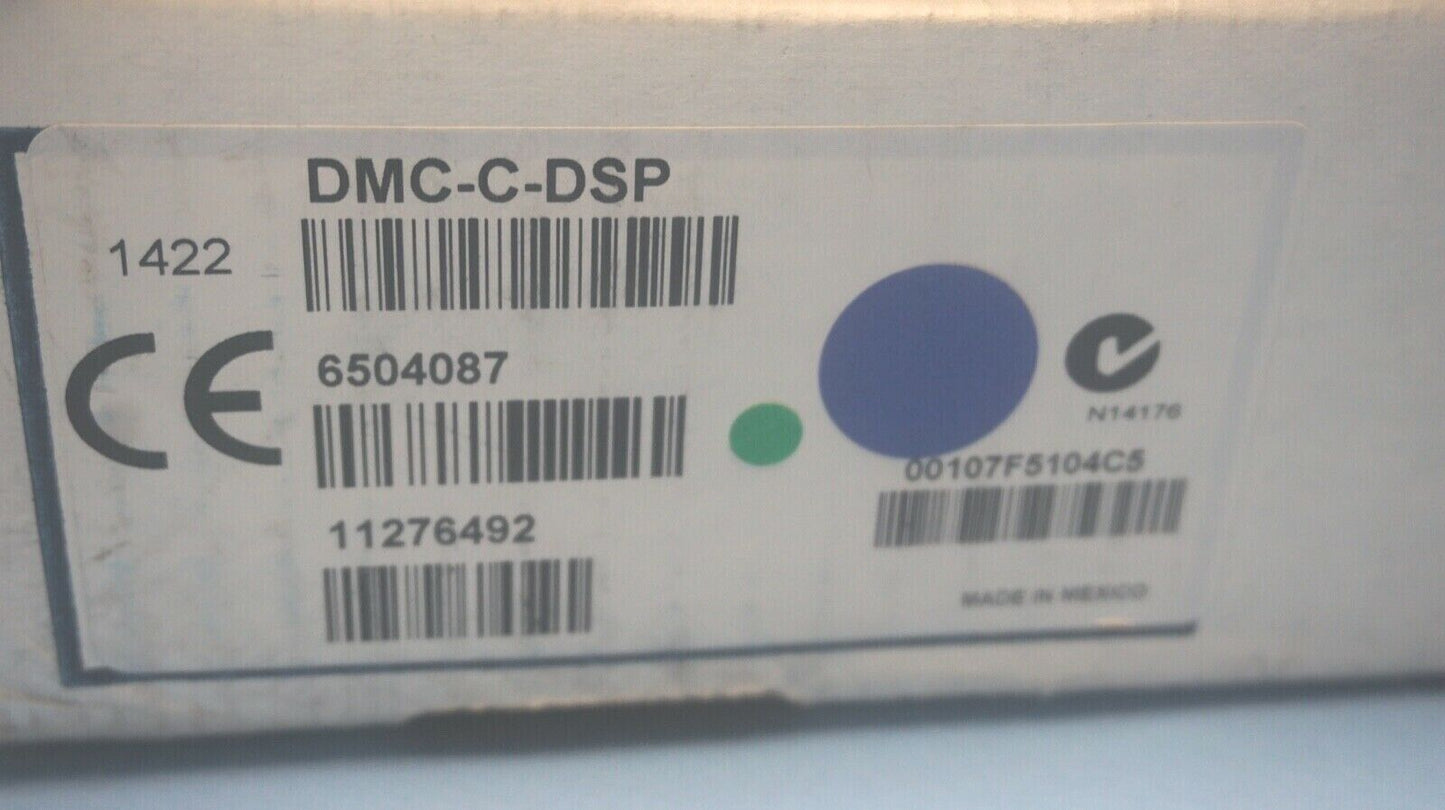 DMC-C-DSP
1422
CE
6504087
N14176
00107F5104C5
11276492
MADE IN MEXICO